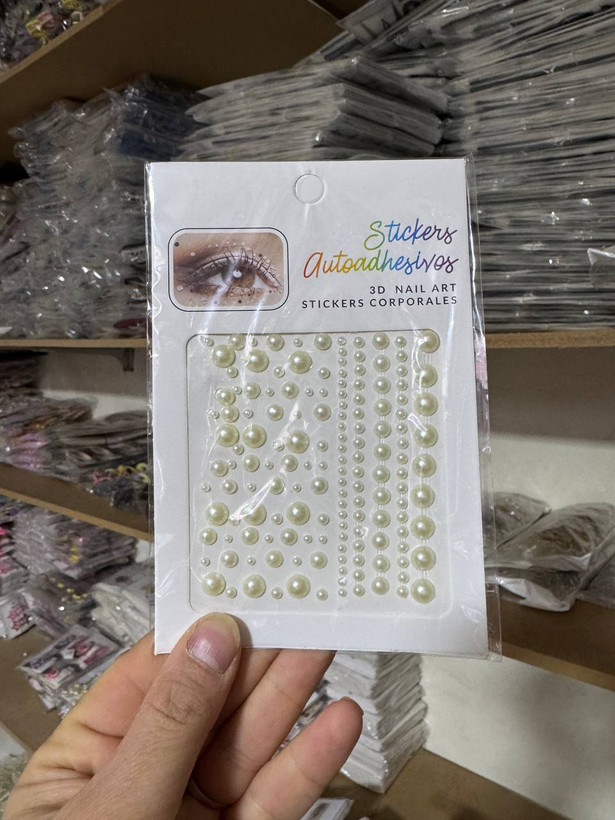 Stickers
Autoadhesivos
3D NAIL ART
STICKERS CORPORALES